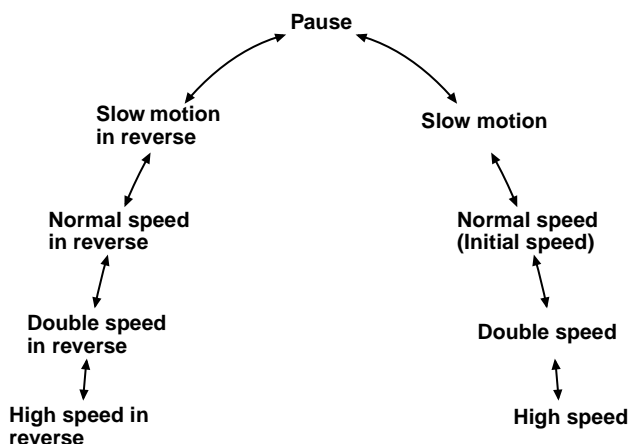 Pause
Slow motion
in reverse
Slow motion
Normal speed
in reverse
Normal speed
(Initial speed)
Double speed
in reverse
Double speed
High speed in
reverse
High speed